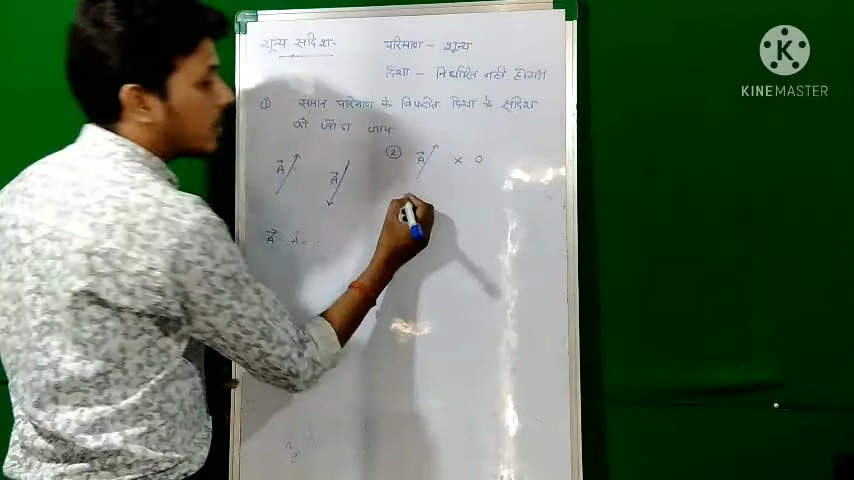 शून्य सदिश :- परिमाण - शून्य
दिशा - निर्धारित नही होगी।
① समान परिमाण के विपरीत दिशा के सदिश
को जोडा जाय
A⃗ A⃗ ② A⃗ × 0
A⃗ - A⃗ =
K
KINEMASTER